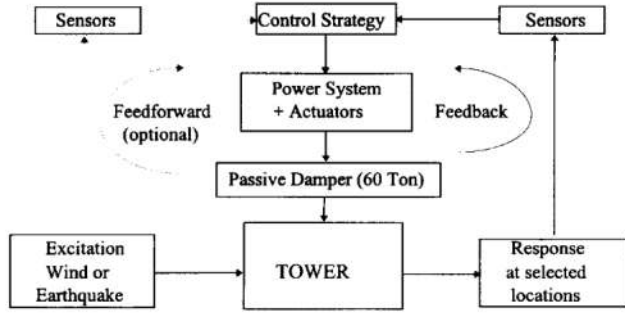 Sensors
Control Strategy
Sensors
Power System
+ Actuators
Feedforward
(optional)
Feedback
Passive Damper (60 Ton)
Excitation
Wind or
Earthquake
TOWER
Response
at selected
locations